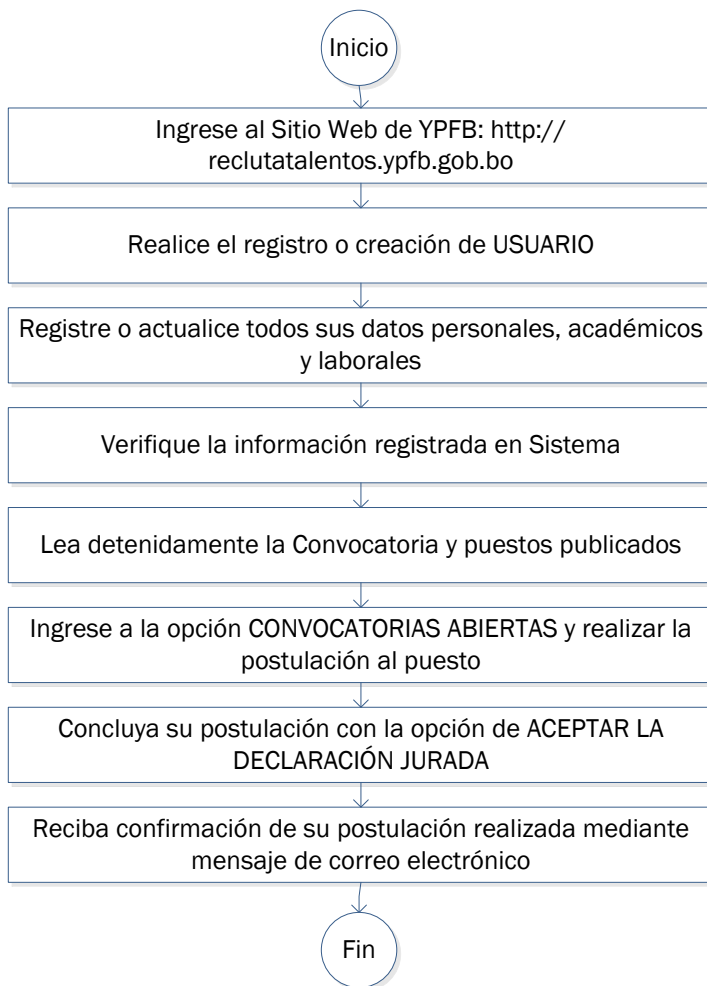 Inicio
Ingrese al Sitio Web de YPFB: http://
reclutatalentos.ypfb.gob.bo
Realice el registro o creación de USUARIO
Registre o actualice todos sus datos personales, académicos
y laborales
Verifique la información registrada en Sistema
Lea detenidamente la Convocatoria y puestos publicados
Ingrese a la opción CONVOCATORIAS ABIERTAS y realizar la
postulación al puesto
Concluya su postulación con la opción de ACEPTAR LA
DECLARACIÓN JURADA
Reciba confirmación de su postulación realizada mediante
mensaje de correo electrónico
Fin